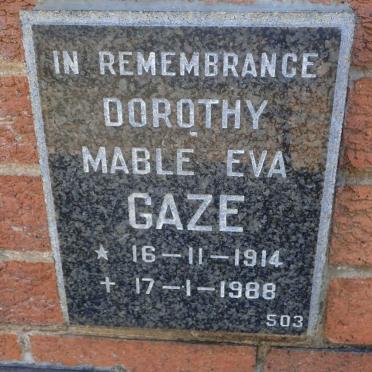 IN REMEMBRANCE
DOROTHY
MABLE EVA
GAZE
★ 16-11-1914
✝ 17-1-1988
503